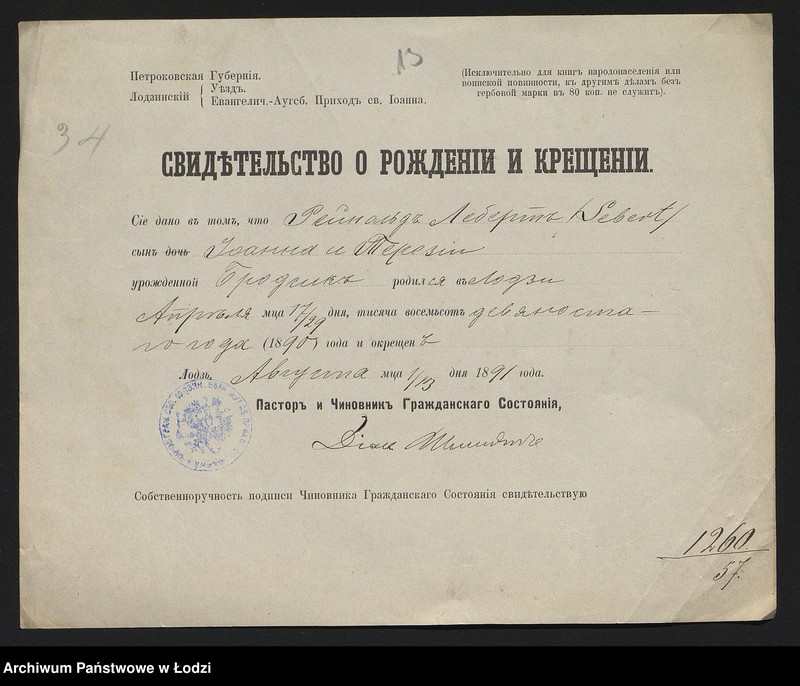 13
34
Петроковская Губернія.
Лодзинскій { Уѣздъ.
Евангелич.-Аугсб. Приходъ св. Іоанна.
(Исключительно для книгъ народонаселенія или
воинской повинности, къ другимъ дѣламъ безъ
гербовой марки въ 80 коп. не служитъ).
СВИДѢТЕЛЬСТВО О РОЖДЕНІИ И КРЕЩЕНІИ.
Сіе дано въ томъ, что Рейнольдъ Лебертъ /Lebert/
сынъ дочь Іоанна и Терезіи
урожденной родился въ Лодзи
Апрѣля мца 17/29 дня, тысяча восемьсотъ девяноста-
го года (1890) года и окрещенъ
Лодзь, Августа мца 1/13 дня 1891 года.
Пасторъ и Чиновникъ Гражданскаго Состоянія,
Собственноручность подписи Чиновника Гражданскаго Состоянія свидѣтельствую
1260.
57.
Archiwum Państwowe w Łodzi